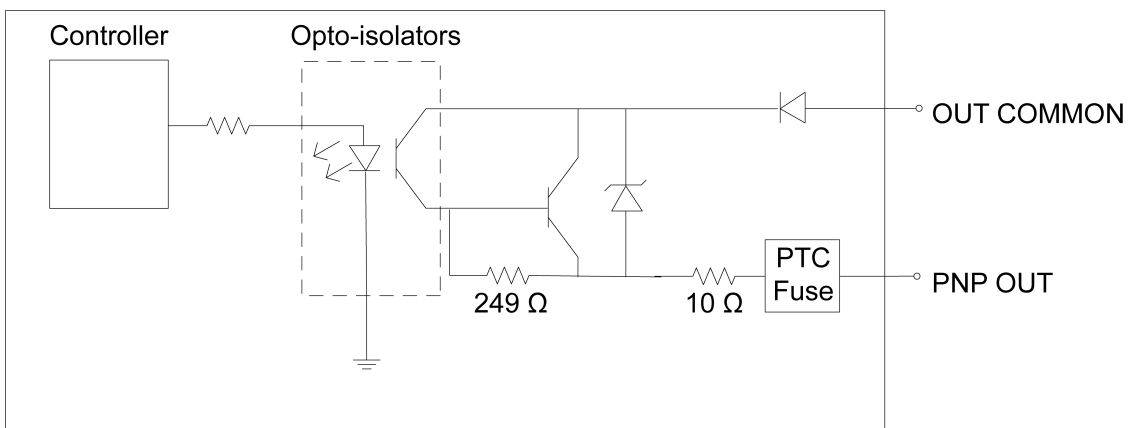 Controller
Opto-isolators
OUT COMMON
PTC
Fuse
PNP OUT
249 Ω
10 Ω